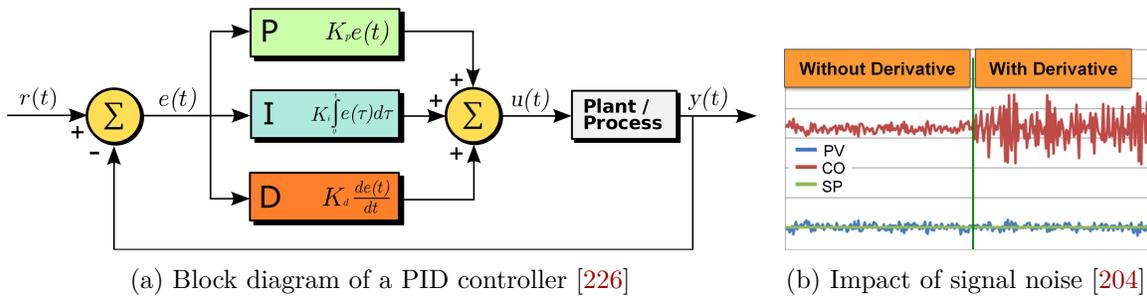 r(t)
+
-
Σ
e(t)
P K_p e(t)
I K_i ∫_0^t e(τ)dτ
D K_d de(t)/dt
+
+
+
Σ
u(t)
Plant /
Process
y(t)
(a) Block diagram of a PID controller [226]
Without Derivative
With Derivative
PV
CO
SP
(b) Impact of signal noise [204]